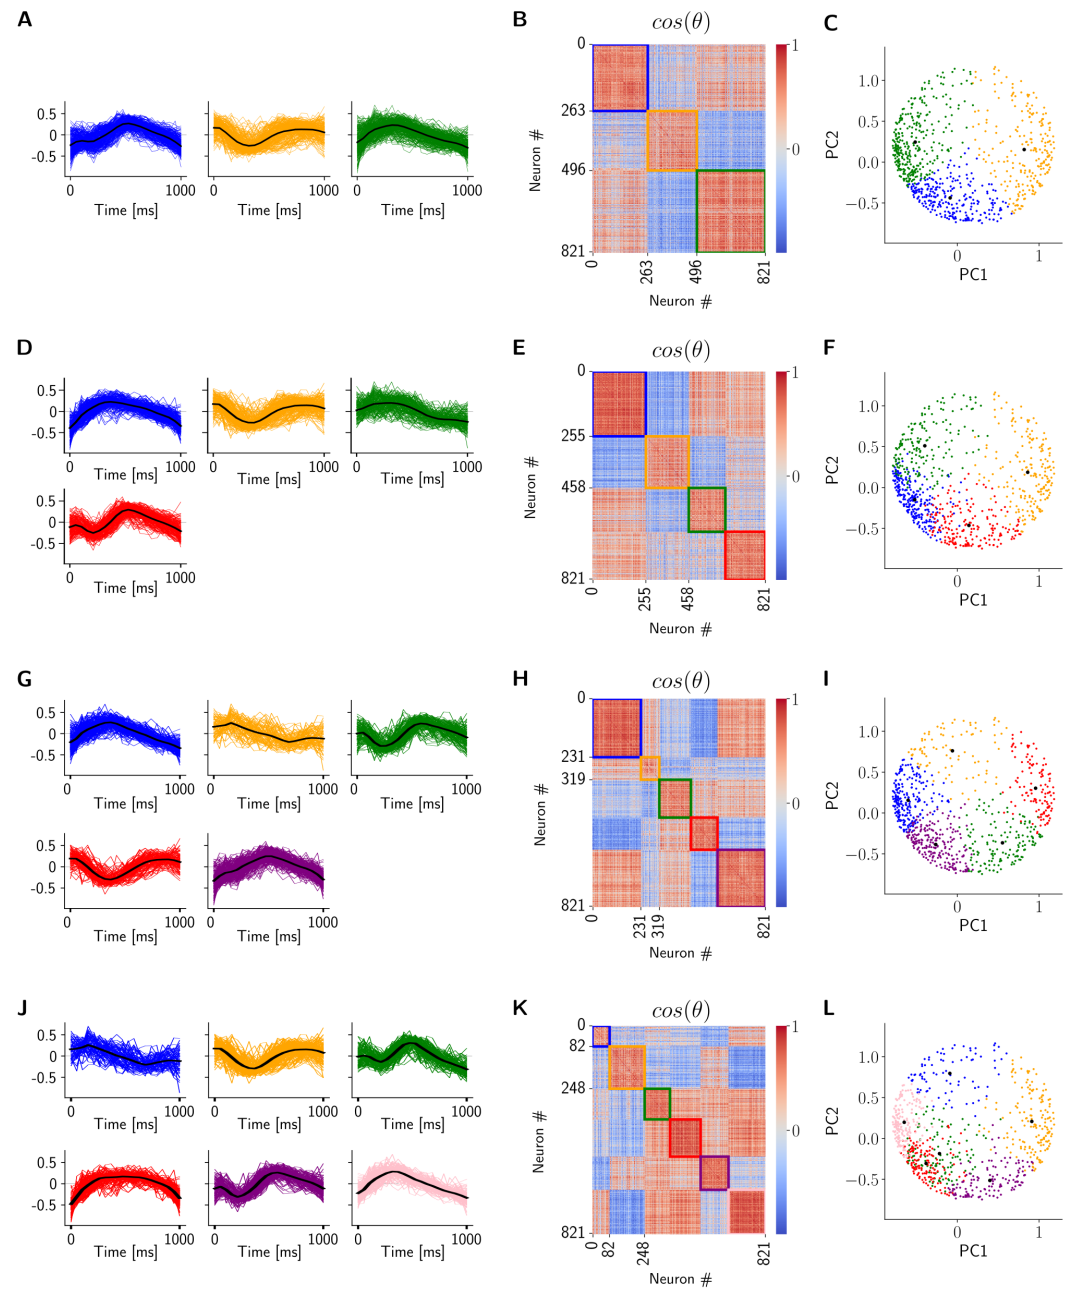 A
0.5
0
-0.5
0 1000
Time [ms]
0 1000
Time [ms]
0 1000
Time [ms]
B
cos(θ)
Neuron #
0
263
496
821
0 263 496 821
Neuron #
1
0
C
PC2
1.0
0.5
0.0
−0.5
0 1
PC1
D
0.5
0
-0.5
0 1000
Time [ms]
0 1000
Time [ms]
0 1000
Time [ms]
0.5
0
-0.5
0 1000
Time [ms]
E
cos(θ)
Neuron #
0
255
458
821
0 255 458 821
Neuron #
1
0
F
PC2
1.0
0.5
0.0
−0.5
0 1
PC1
G
0.5
0
-0.5
0 1000
Time [ms]
0 1000
Time [ms]
0 1000
Time [ms]
0.5
0
-0.5
0 1000
Time [ms]
0 1000
Time [ms]
H
cos(θ)
Neuron #
0
231
319
821
0 231 319 821
Neuron #
1
0
I
PC2
1.0
0.5
0.0
−0.5
0 1
PC1
J
0.5
0
-0.5
0 1000
Time [ms]
0 1000
Time [ms]
0 1000
Time [ms]
0.5
0
-0.5
0 1000
Time [ms]
0 1000
Time [ms]
0 1000
Time [ms]
K
cos(θ)
Neuron #
0
82
248
821
0 82 248 821
Neuron #
1
0
L
PC2
1.0
0.5
0.0
−0.5
0 1
PC1